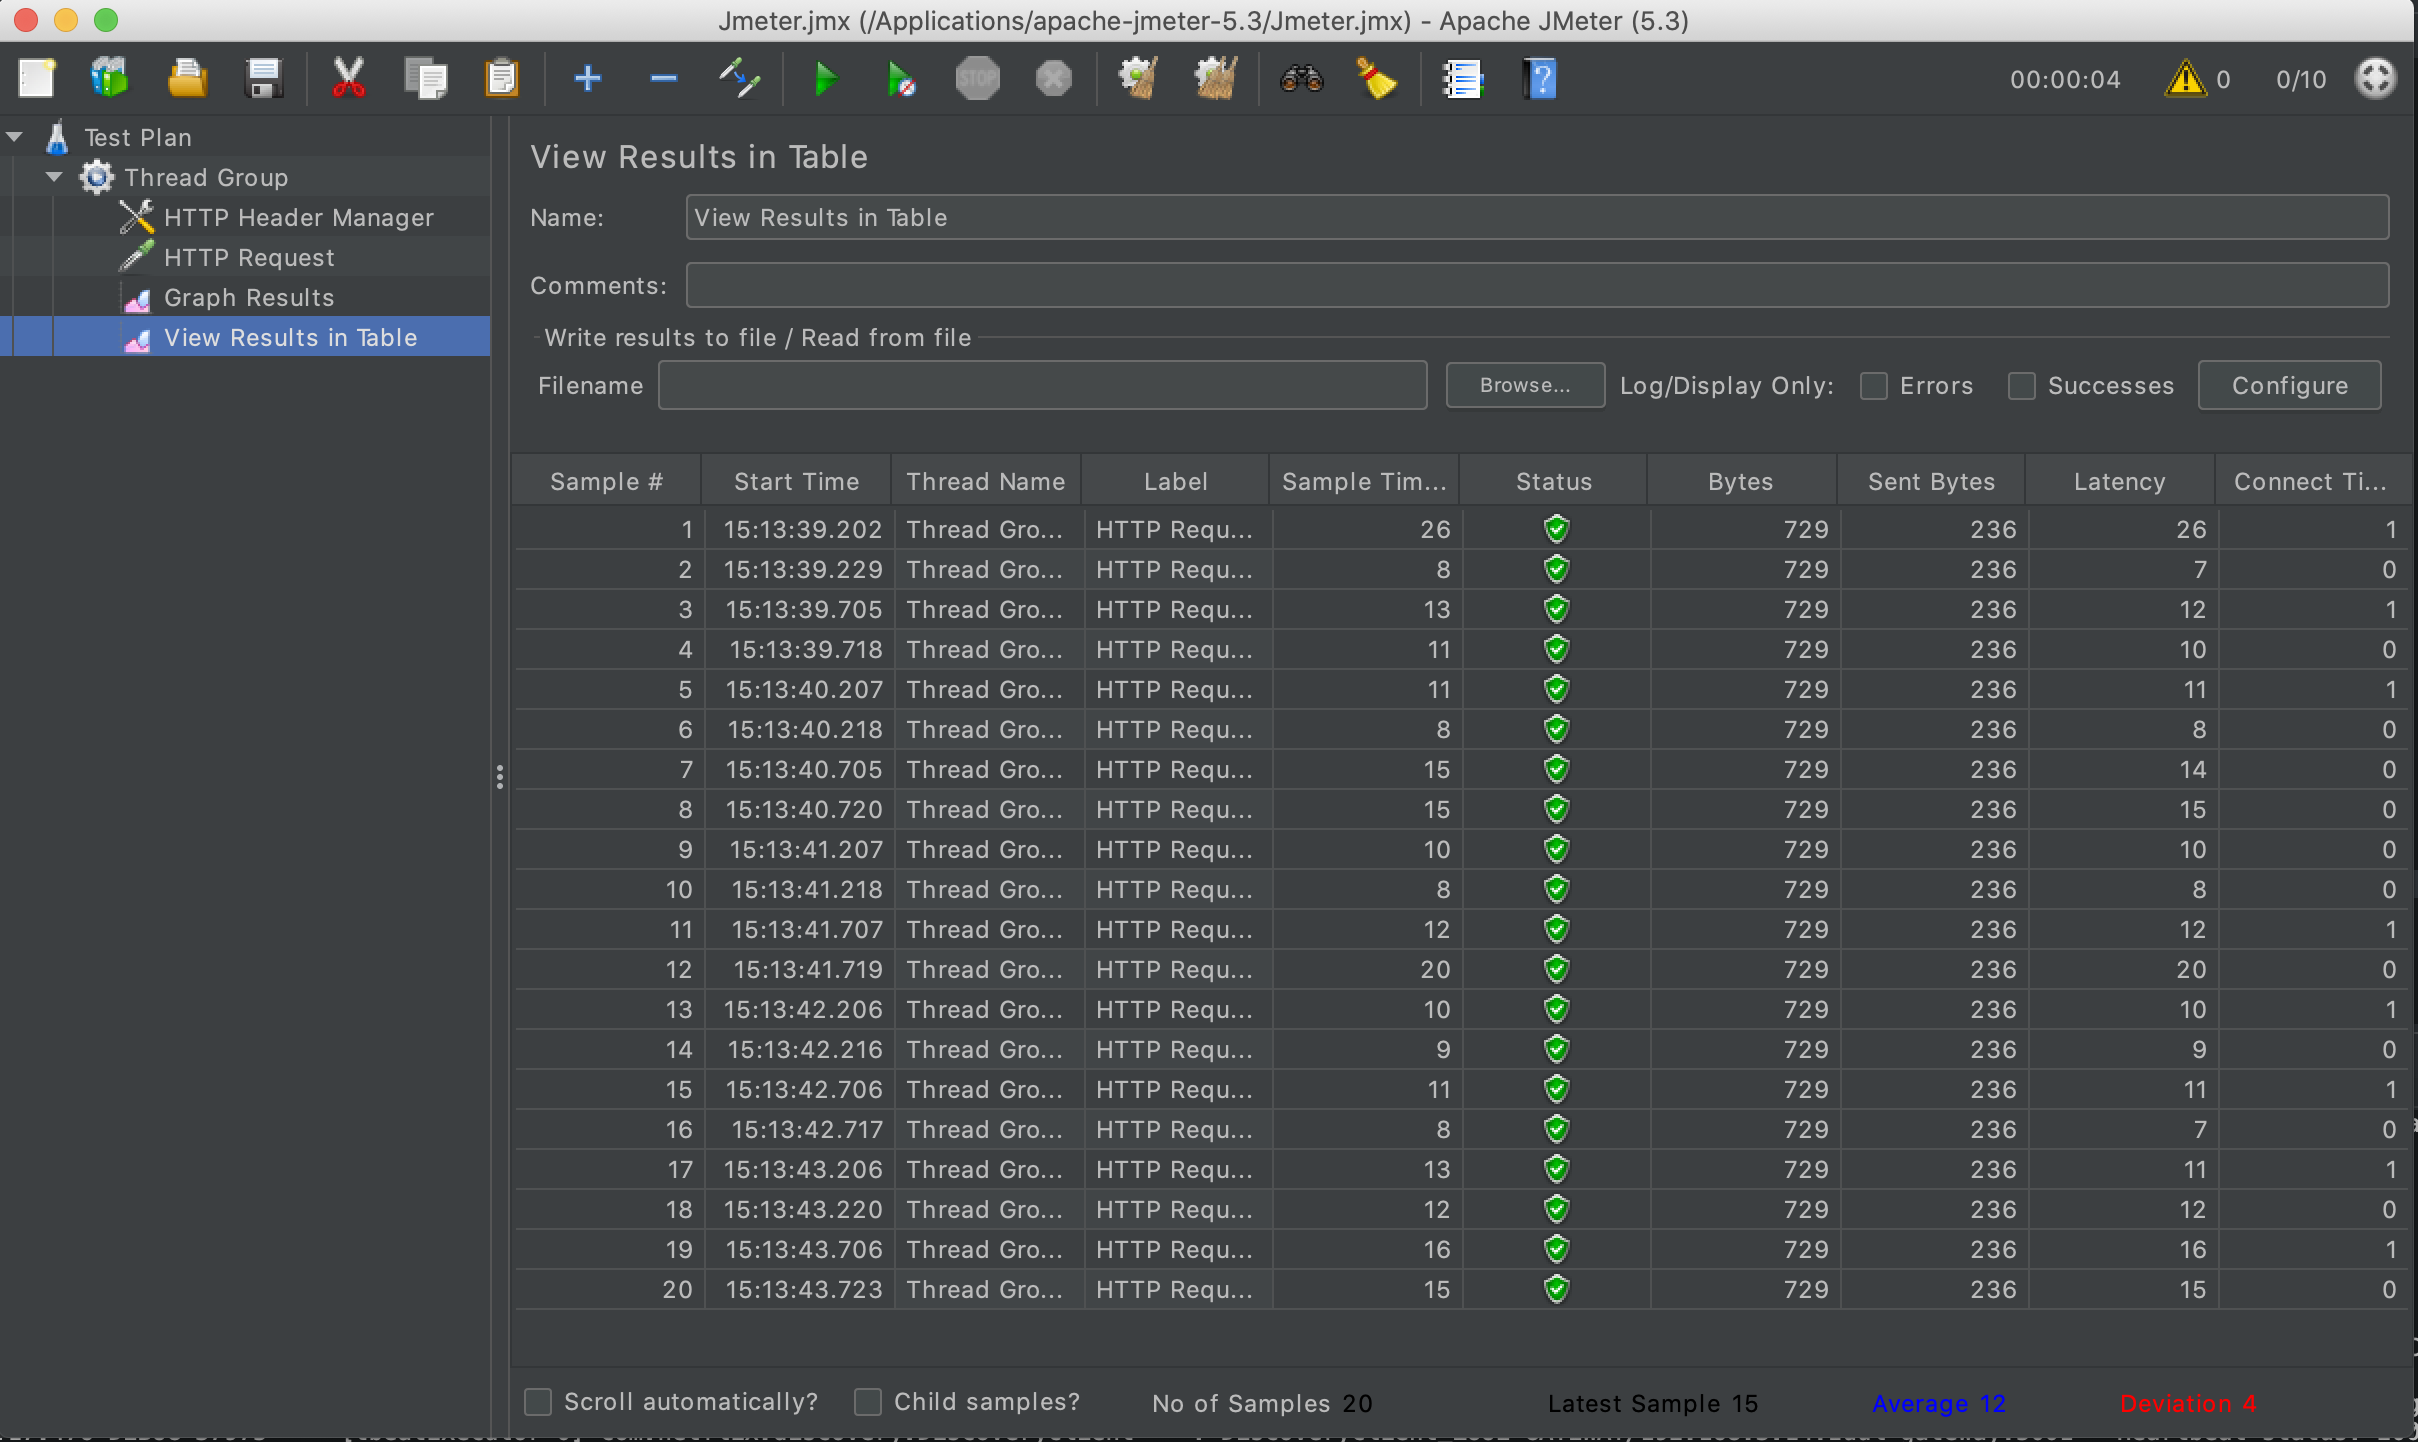 Jmeter.jmx (/Applications/apache-jmeter-5.3/Jmeter.jmx) - Apache JMeter (5.3)
STOP
?
00:00:04 0 0/10
Test Plan
Thread Group
HTTP Header Manager
HTTP Request
Graph Results
View Results in Table
View Results in Table
Name: View Results in Table
Comments:
Write results to file / Read from file
Filename Browse... Log/Display Only: Errors Successes Configure
Sample # Start Time Thread Name Label Sample Tim... Status Bytes Sent Bytes Latency Connect Ti...
1 15:13:39.202 Thread Gro... HTTP Requ... 26 729 236 26 1
2 15:13:39.229 Thread Gro... HTTP Requ... 8 729 236 7 0
3 15:13:39.705 Thread Gro... HTTP Requ... 13 729 236 12 1
4 15:13:39.718 Thread Gro... HTTP Requ... 11 729 236 10 0
5 15:13:40.207 Thread Gro... HTTP Requ... 11 729 236 11 1
6 15:13:40.218 Thread Gro... HTTP Requ... 8 729 236 8 0
7 15:13:40.705 Thread Gro... HTTP Requ... 15 729 236 14 0
8 15:13:40.720 Thread Gro... HTTP Requ... 15 729 236 15 0
9 15:13:41.207 Thread Gro... HTTP Requ... 10 729 236 10 0
10 15:13:41.218 Thread Gro... HTTP Requ... 8 729 236 8 0
11 15:13:41.707 Thread Gro... HTTP Requ... 12 729 236 12 1
12 15:13:41.719 Thread Gro... HTTP Requ... 20 729 236 20 0
13 15:13:42.206 Thread Gro... HTTP Requ... 10 729 236 10 1
14 15:13:42.216 Thread Gro... HTTP Requ... 9 729 236 9 0
15 15:13:42.706 Thread Gro... HTTP Requ... 11 729 236 11 1
16 15:13:42.717 Thread Gro... HTTP Requ... 8 729 236 7 0
17 15:13:43.206 Thread Gro... HTTP Requ... 13 729 236 11 1
18 15:13:43.220 Thread Gro... HTTP Requ... 12 729 236 12 0
19 15:13:43.706 Thread Gro... HTTP Requ... 16 729 236 16 1
20 15:13:43.723 Thread Gro... HTTP Requ... 15 729 236 15 0
Scroll automatically? Child samples? No of Samples 20 Latest Sample 15 Average 12 Deviation 4